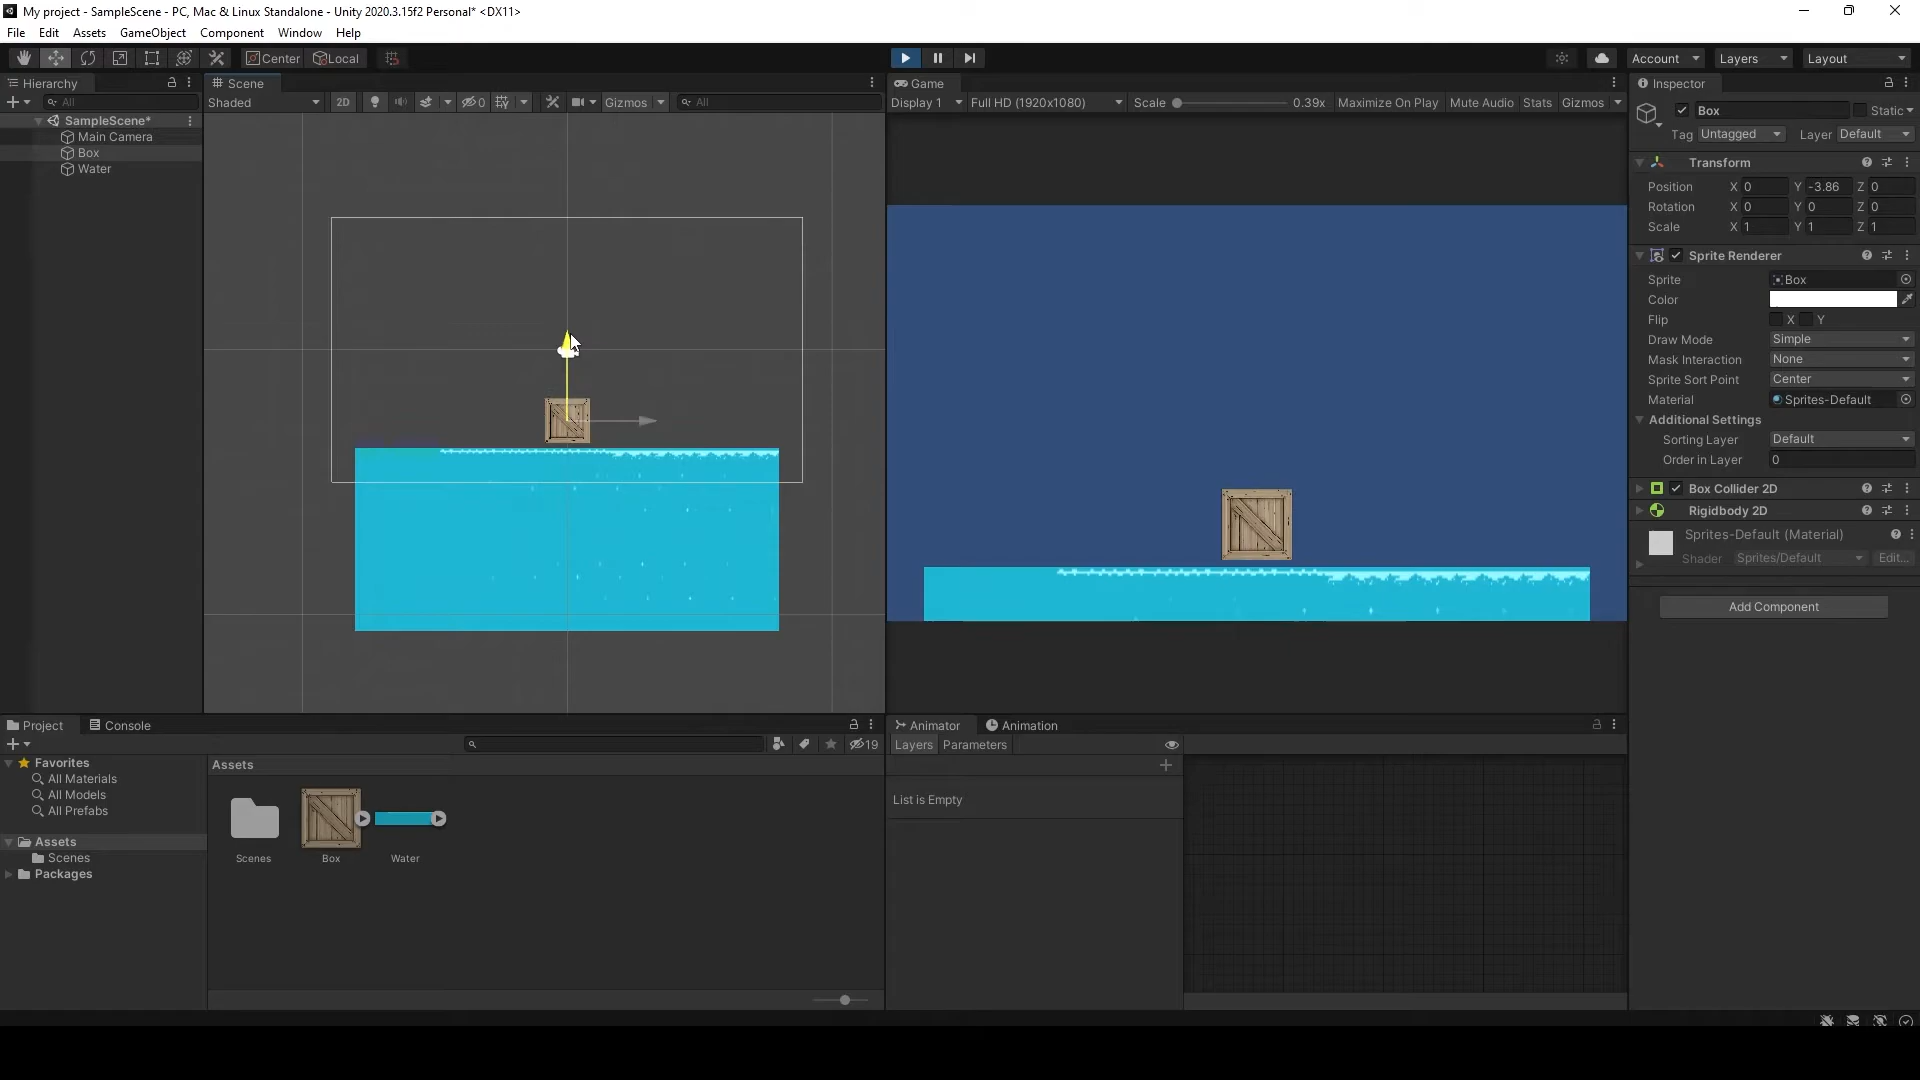 My project - SampleScene - PC, Mac & Linux Standalone - Unity 2020.3.15f2 Personal* <DX11>
File Edit Assets GameObject Component Window Help
Center Local
Account Layers Layout
Hierarchy
All
SampleScene*
Main Camera
Box
Water
Scene
Shaded 2D 0 Gizmos All
Game
Display 1 Full HD (1920x1080) Scale 0.39x Maximize On Play Mute Audio Stats Gizmos
Inspector
Box Static
Tag Untagged Layer Default
Transform
Position X 0 Y -3.86 Z 0
Rotation X 0 Y 0 Z 0
Scale X 1 Y 1 Z 1
Sprite Renderer
Sprite Box
Color
Flip X Y
Draw Mode Simple
Mask Interaction None
Sprite Sort Point Center
Material Sprites-Default
Additional Settings
Sorting Layer Default
Order in Layer 0
Box Collider 2D
Rigidbody 2D
Sprites-Default (Material)
Shader Sprites/Default Edit...
Add Component
Project Console
19
Favorites
All Materials
All Models
All Prefabs
Assets
Scenes
Packages
Assets
Scenes Box Water
Animator Animation
Layers Parameters
List is Empty